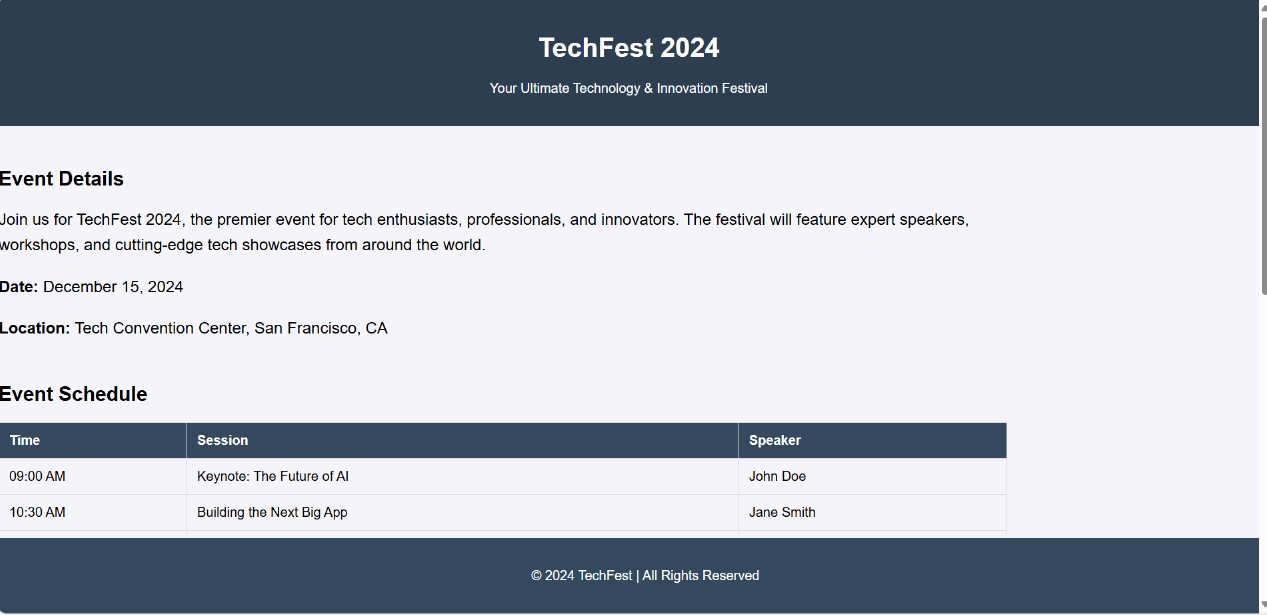 TechFest 2024
Your Ultimate Technology & Innovation Festival
Event Details
Join us for TechFest 2024, the premier event for tech enthusiasts, professionals, and innovators. The festival will feature expert speakers,
workshops, and cutting-edge tech showcases from around the world.
Date: December 15, 2024
Location: Tech Convention Center, San Francisco, CA
Event Schedule
Time Session Speaker
09:00 AM Keynote: The Future of AI John Doe
10:30 AM Building the Next Big App Jane Smith
© 2024 TechFest | All Rights Reserved